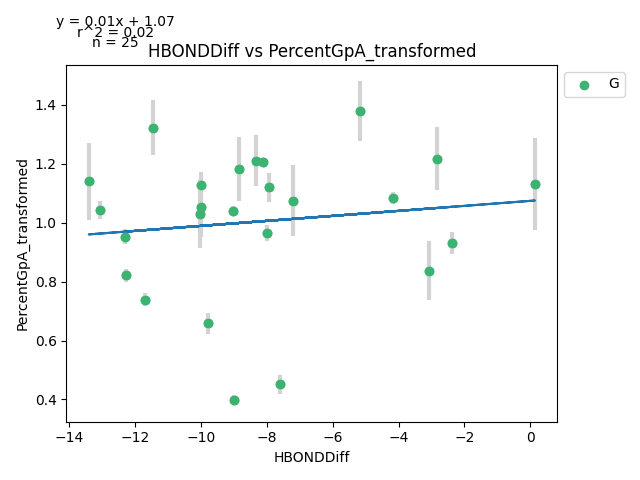 y = 0.01x + 1.07
r^2 = 0.02
n = 25
HBONDDiff vs PercentGpA_transformed
G
PercentGpA_transformed
1.4
1.2
1.0
0.8
0.6
0.4
−14 −12 −10 −8 −6 −4 −2 0
HBONDDiff